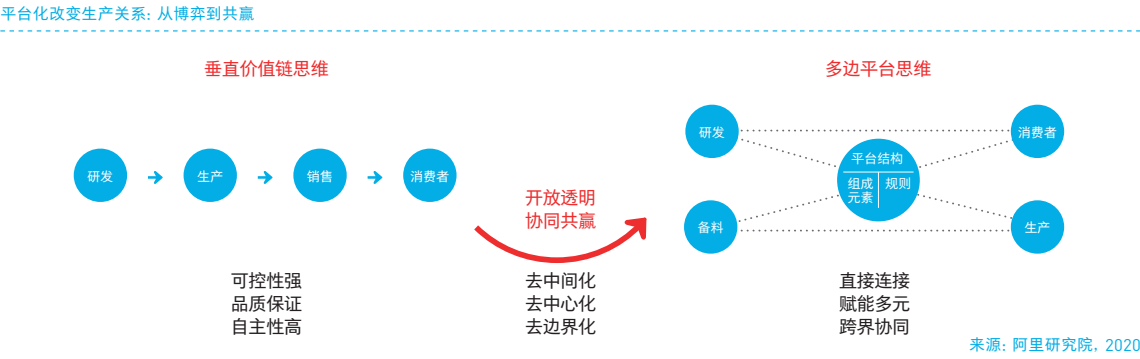 平台化改变生产关系: 从博弈到共赢
垂直价值链思维
研发
生产
销售
消费者
可控性强
品质保证
自主性高
开放透明
协同共赢
去中间化
去中心化
去边界化
多边平台思维
研发
消费者
平台结构
组成
元素
规则
备料
生产
直接连接
赋能多元
跨界协同
来源: 阿里研究院, 2020